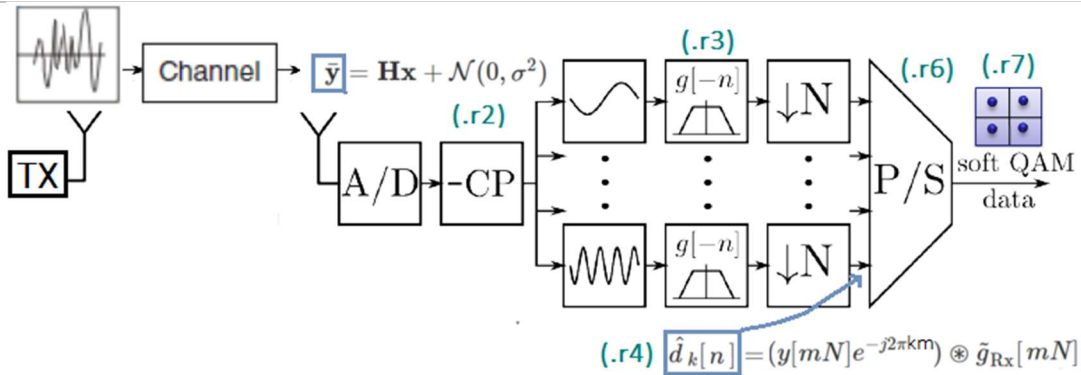 Channel
ȳ = Hx + 𝒩(0, σ²)
(.r2)
(.r3)
(.r6)
(.r7)
TX
A/D
-CP
g[−n]
↓N
g[−n]
↓N
P/S
soft QAM
data
(.r4) d̂ₖ[n] = (y[mN]e^{−j2πkm}) ⊛ g̃_Rx[mN]